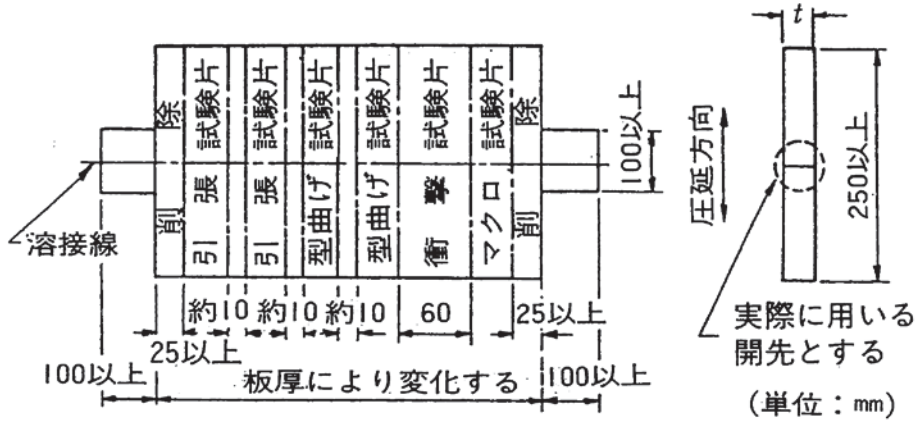 t
削除
引張試験片
引張試験片
型曲げ試験片
型曲げ試験片
衝撃試験片
マクロ試験片
削除
100以上
圧延方向
250以上
溶接線
約10約10約10
60
25以上
25以上
100以上
板厚により変化する
100以上
実際に用いる
開先とする
(単位:mm)